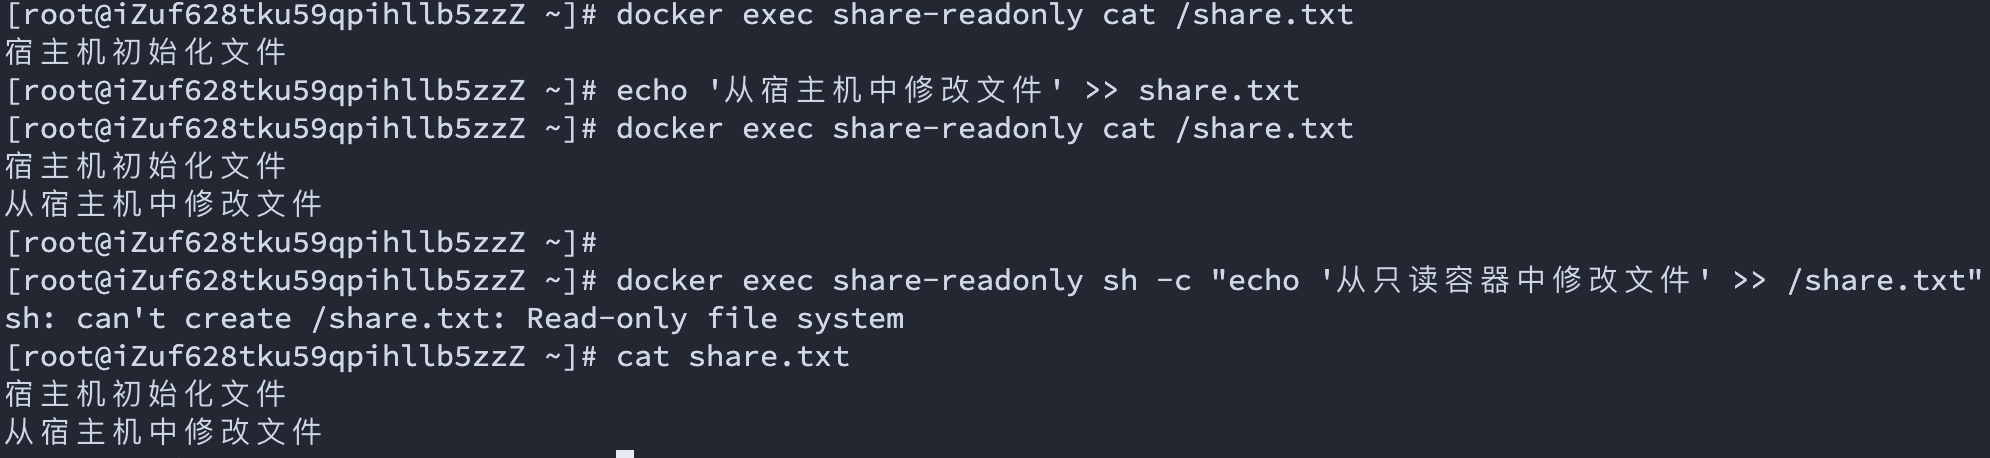 [root@iZuf628tku59qpihllb5zzZ ~]# docker exec share-readonly cat /share.txt
宿主机初始化文件
[root@iZuf628tku59qpihllb5zzZ ~]# echo '从宿主机中修改文件' >> share.txt
[root@iZuf628tku59qpihllb5zzZ ~]# docker exec share-readonly cat /share.txt
宿主机初始化文件
从宿主机中修改文件
[root@iZuf628tku59qpihllb5zzZ ~]#
[root@iZuf628tku59qpihllb5zzZ ~]# docker exec share-readonly sh -c "echo '从只读容器中修改文件' >> /share.txt"
sh: can't create /share.txt: Read-only file system
[root@iZuf628tku59qpihllb5zzZ ~]# cat share.txt
宿主机初始化文件
从宿主机中修改文件